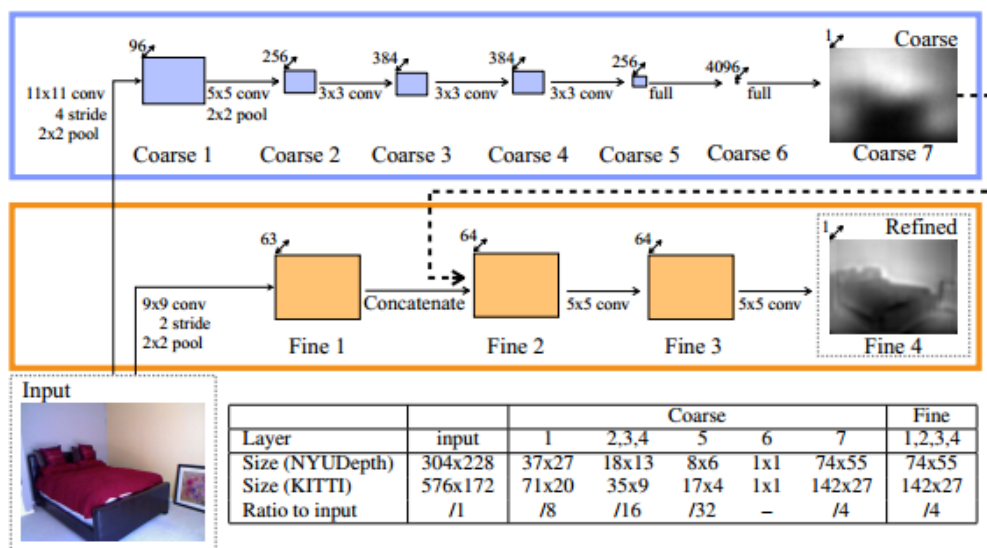 96
256
384
384
256
4096
1
Coarse
11x11 conv
4 stride
2x2 pool
5x5 conv
2x2 pool
3x3 conv
3x3 conv
3x3 conv
full
full
Coarse 1
Coarse 2
Coarse 3
Coarse 4
Coarse 5
Coarse 6
Coarse 7
63
64
64
1
Refined
9x9 conv
2 stride
2x2 pool
Concatenate
5x5 conv
5x5 conv
Fine 1
Fine 2
Fine 3
Fine 4
Input
Coarse Fine
Layer input 1 2,3,4 5 6 7 1,2,3,4
Size (NYUDepth) 304x228 37x27 18x13 8x6 1x1 74x55 74x55
Size (KITTI) 576x172 71x20 35x9 17x4 1x1 142x27 142x27
Ratio to input /1 /8 /16 /32 – /4 /4